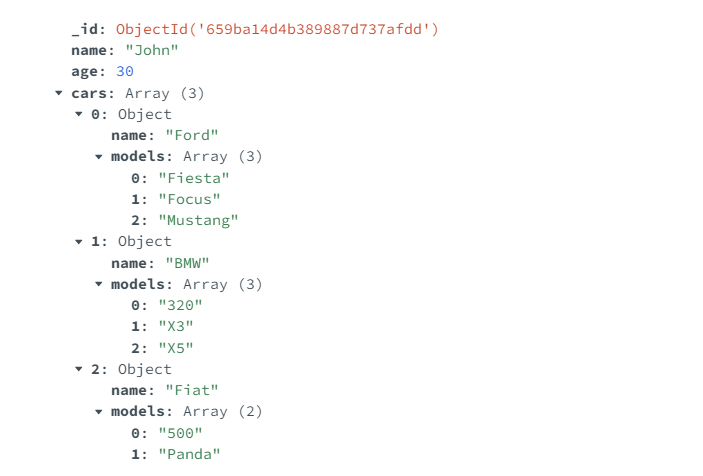 _id: ObjectId('659ba14d4b389887d737afdd')
name: "John"
age: 30
cars: Array (3)
0: Object
name: "Ford"
models: Array (3)
0: "Fiesta"
1: "Focus"
2: "Mustang"
1: Object
name: "BMW"
models: Array (3)
0: "320"
1: "X3"
2: "X5"
2: Object
name: "Fiat"
models: Array (2)
0: "500"
1: "Panda"